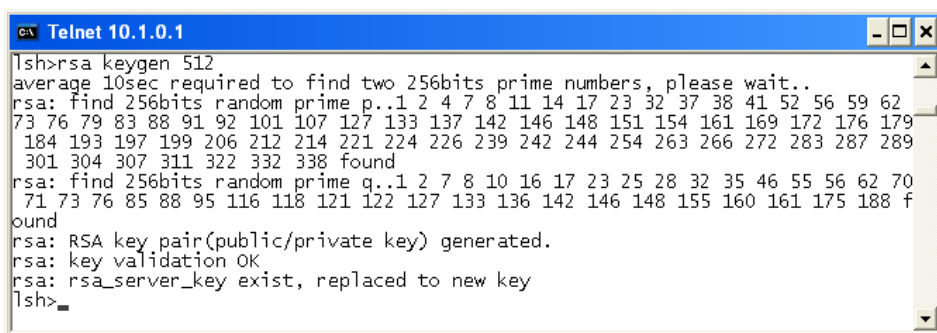 Telnet 10.1.0.1
lsh>rsa keygen 512
average 10sec required to find two 256bits prime numbers, please wait..
rsa: find 256bits random prime p..1 2 4 7 8 11 14 17 23 32 37 38 41 52 56 59 62
73 76 79 83 88 91 92 101 107 127 133 137 142 146 148 151 154 161 169 172 176 179
184 193 197 199 206 212 214 221 224 226 239 242 244 254 263 266 272 283 287 289
301 304 307 311 322 332 338 found
rsa: find 256bits random prime q..1 2 7 8 10 16 17 23 25 28 32 35 46 55 56 62 70
71 73 76 85 88 95 116 118 121 122 127 133 136 142 146 148 155 160 161 175 188 f
ound
rsa: RSA key pair(public/private key) generated.
rsa: key validation OK
rsa: rsa_server_key exist, replaced to new key
lsh>_